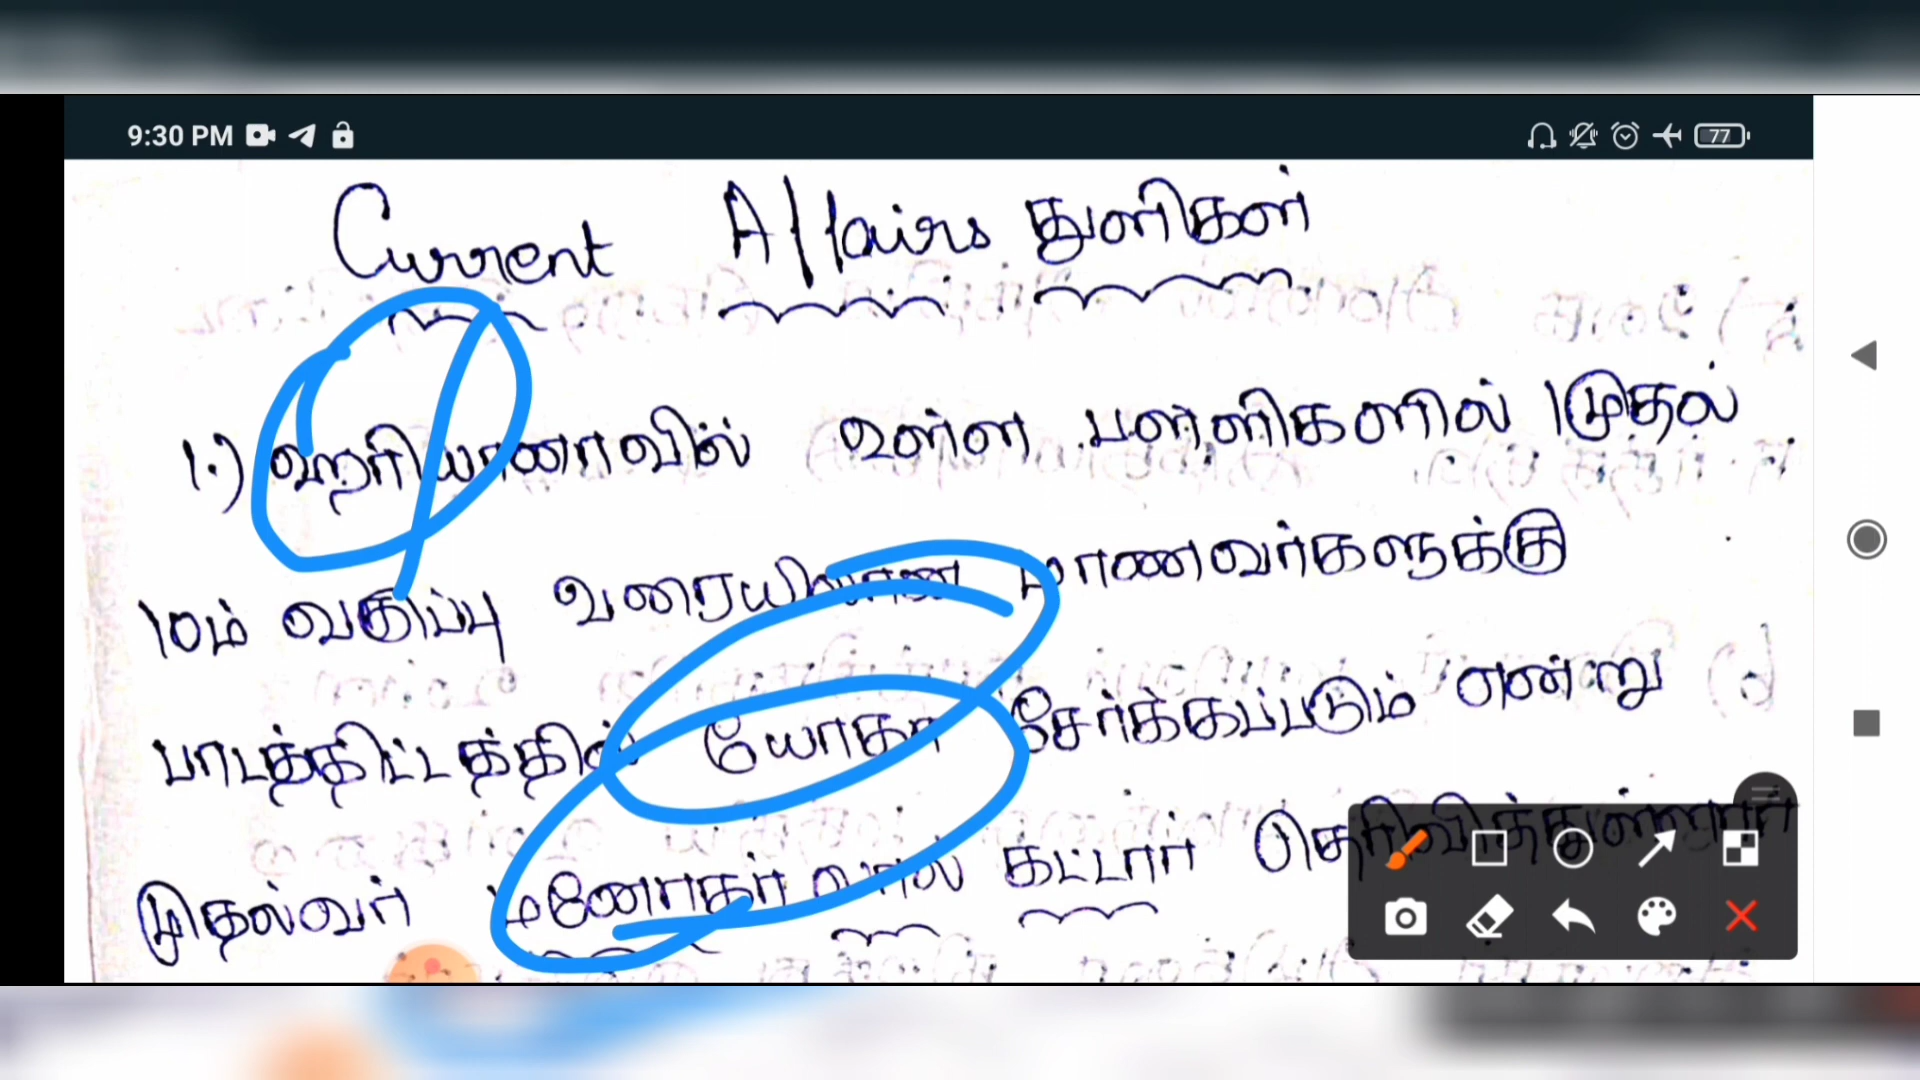 9:30 PM
77
Current Affairs துளிகள்
1.) ஹரியானாவில் உள்ள பள்ளிகளில் 1முதல்
10ம் வகுப்பு வரையிலான மாணவர்களுக்கு
பாடத்திட்டத்தில் யோகா சேர்க்கப்படும் என்று
முதல்வர் மனோகர் லால் கட்டார் தெரிவித்துள்ளார்